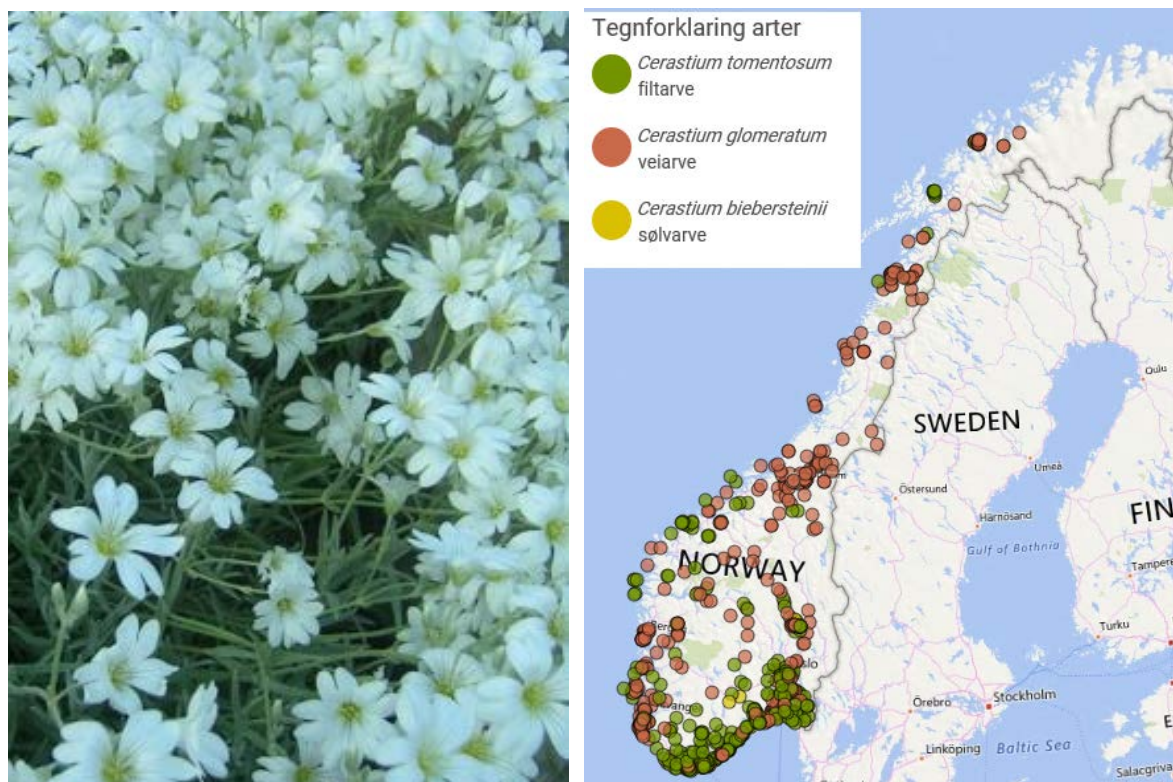 Tegnforklaring arter
Cerastium tomentosum
filtarve
Cerastium glomeratum
veiarve
Cerastium biebersteinii
sølvarve
Oulu
SWEDEN
Umeå
Östersund
Härnösand
FIN
Gulf of Bothnia
NORWAY
Tampere
Turku
Stockholm
Örebro
Linköping
Baltic Sea
Salacgriva